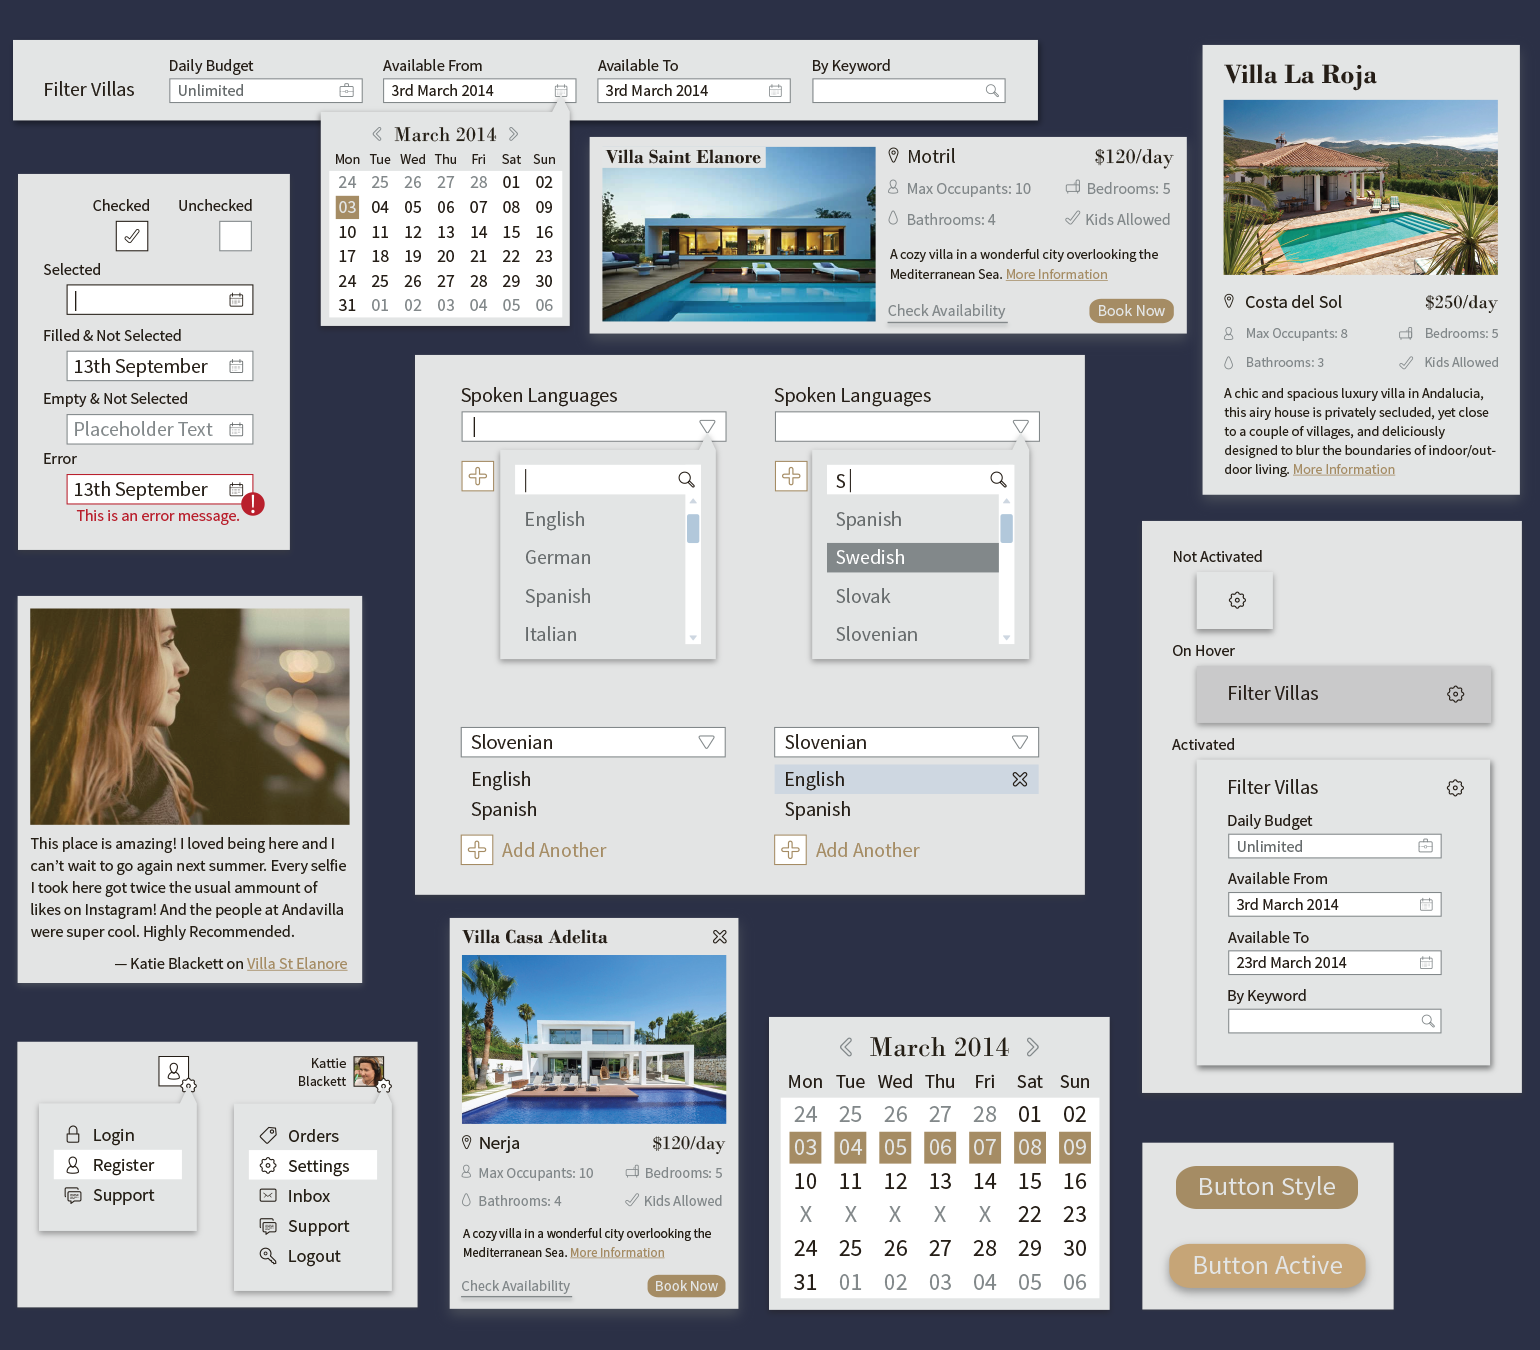 Filter Villas
Daily Budget
Unlimited
Available From
3rd March 2014
Available To
3rd March 2014
By Keyword
March 2014
Mon Tue Wed Thu Fri Sat Sun
24 25 26 27 28 01 02
03 04 05 06 07 08 09
10 11 12 13 14 15 16
17 18 19 20 21 22 23
24 25 26 27 28 29 30
31 01 02 03 04 05 06
Villa Saint Elanore
Motril
$120/day
Max Occupants: 10
Bedrooms: 5
Bathrooms: 4
Kids Allowed
A cozy villa in a wonderful city overlooking the
Mediterranean Sea. More Information
Check Availability
Book Now
Villa La Roja
Costa del Sol
$250/day
Max Occupants: 8
Bedrooms: 5
Bathrooms: 3
Kids Allowed
A chic and spacious luxury villa in Andalucia,
this airy house is privately secluded, yet close
to a couple of villages, and deliciously
designed to blur the boundaries of indoor/out-
door living. More Information
Checked
Unchecked
Selected
Filled & Not Selected
13th September
Empty & Not Selected
Placeholder Text
Error
13th September
!
This is an error message.
Spoken Languages
English
German
Spanish
Italian
Spoken Languages
S
Spanish
Swedish
Slovak
Slovenian
Slovenian
English
Spanish
Add Another
Slovenian
English
Spanish
Add Another
Not Activated
On Hover
Filter Villas
Activated
Filter Villas
Daily Budget
Unlimited
Available From
3rd March 2014
Available To
23rd March 2014
By Keyword
This place is amazing! I loved being here and I
can't wait to go again next summer. Every selfie
I took here got twice the usual ammount of
likes on Instagram! And the people at Andavilla
were super cool. Highly Recommended.
— Katie Blackett on Villa St Elanore
Login
Register
Support
Kattie
Blackett
Orders
Settings
Inbox
Support
Logout
Villa Casa Adelita
Nerja
$120/day
Max Occupants: 10
Bedrooms: 5
Bathrooms: 4
Kids Allowed
A cozy villa in a wonderful city overlooking the
Mediterranean Sea. More Information
Check Availability
Book Now
March 2014
Mon Tue Wed Thu Fri Sat Sun
24 25 26 27 28 01 02
03 04 05 06 07 08 09
10 11 12 13 14 15 16
X X X X X 22 23
24 25 26 27 28 29 30
31 01 02 03 04 05 06
Button Style
Button Active